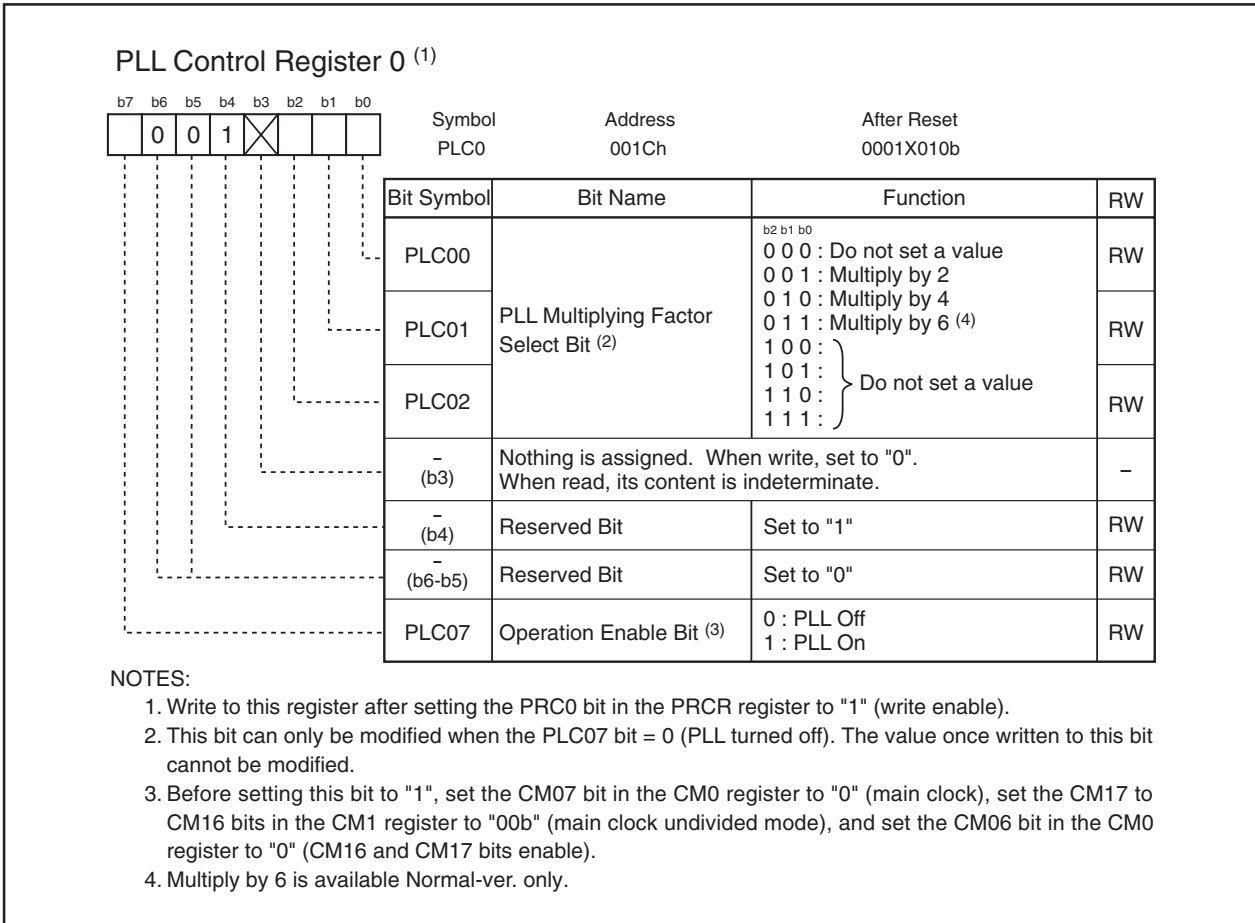 PLL Control Register 0 (1)
b7 b6 b5 b4 b3 b2 b1 b0
0 0 1
Symbol Address After Reset
PLC0 001Ch 0001X010b
Bit Symbol Bit Name Function RW
PLC00 RW
PLC01 RW
PLC02 RW
PLL Multiplying Factor
Select Bit (2)
b2 b1 b0
0 0 0 : Do not set a value
0 0 1 : Multiply by 2
0 1 0 : Multiply by 4
0 1 1 : Multiply by 6 (4)
1 0 0 :
1 0 1 :
1 1 0 :
1 1 1 :
Do not set a value
–
(b3)
Nothing is assigned. When write, set to "0".
When read, its content is indeterminate.
–
–
(b4)
Reserved Bit Set to "1" RW
–
(b6-b5)
Reserved Bit Set to "0" RW
PLC07 Operation Enable Bit (3)
0 : PLL Off
1 : PLL On
RW
NOTES:
1. Write to this register after setting the PRC0 bit in the PRCR register to "1" (write enable).
2. This bit can only be modified when the PLC07 bit = 0 (PLL turned off). The value once written to this bit
cannot be modified.
3. Before setting this bit to "1", set the CM07 bit in the CM0 register to "0" (main clock), set the CM17 to
CM16 bits in the CM1 register to "00b" (main clock undivided mode), and set the CM06 bit in the CM0
register to "0" (CM16 and CM17 bits enable).
4. Multiply by 6 is available Normal-ver. only.